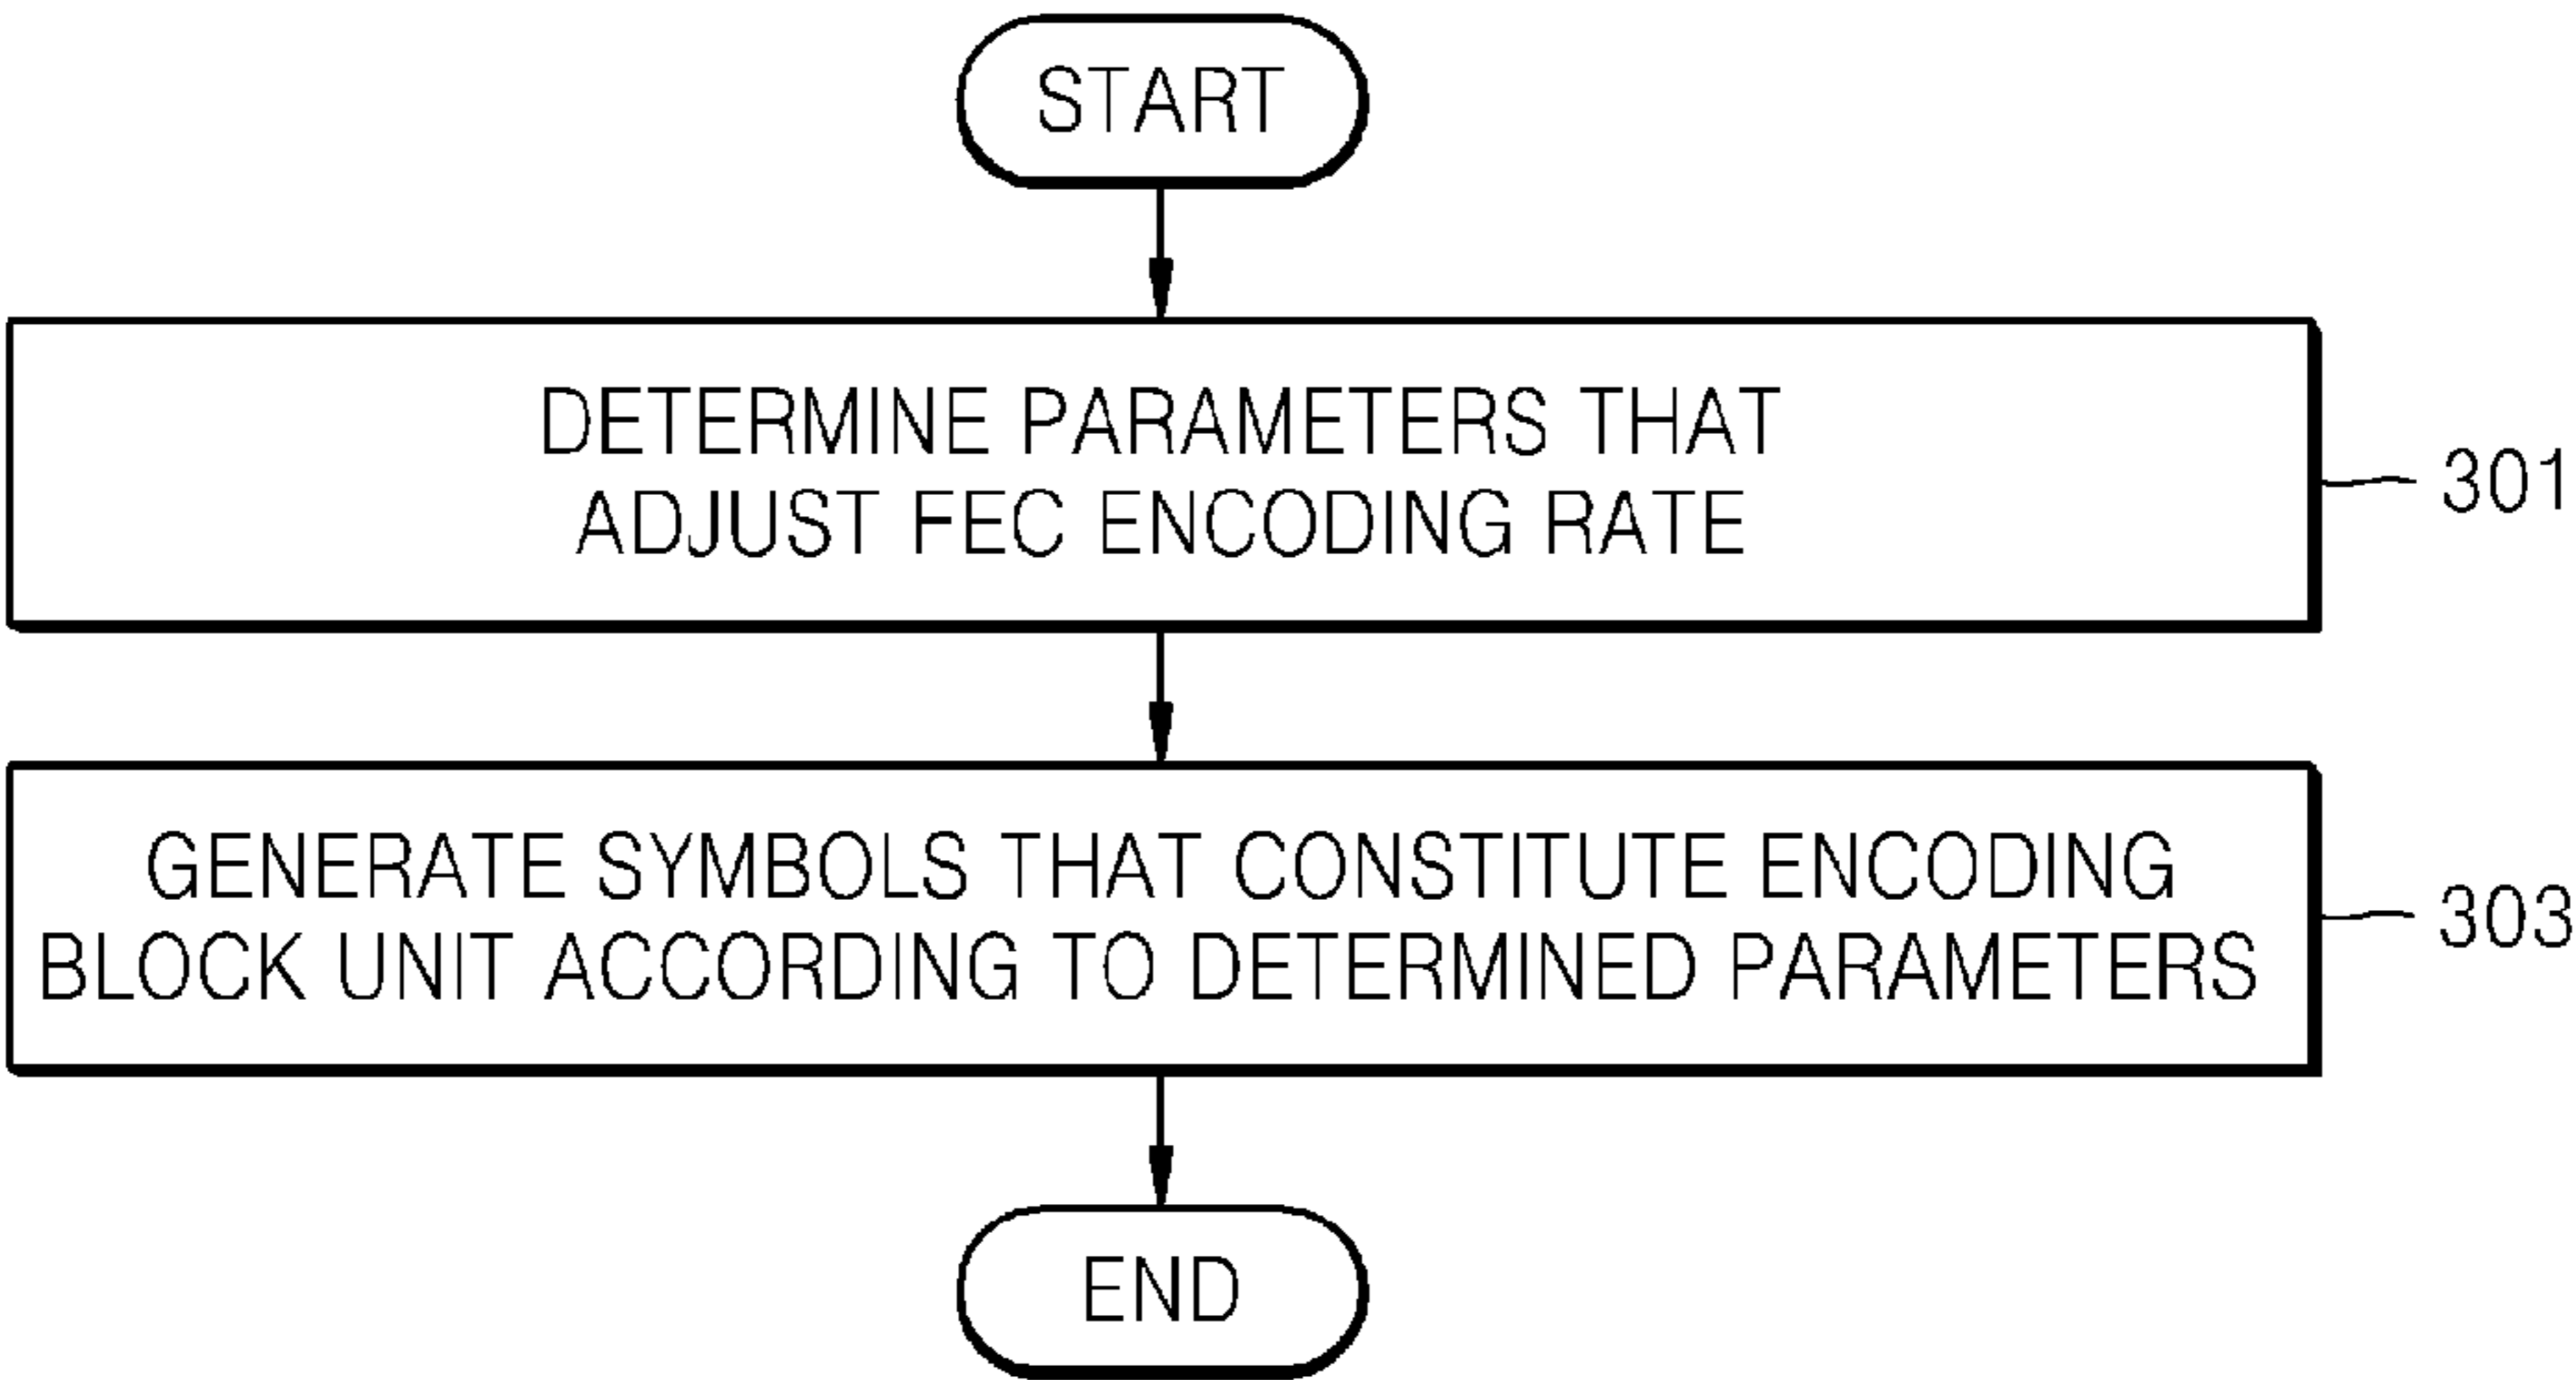 START
DETERMINE PARAMETERS THAT
ADJUST FEC ENCODING RATE
301
GENERATE SYMBOLS THAT CONSTITUTE ENCODING
BLOCK UNIT ACCORDING TO DETERMINED PARAMETERS
303
END